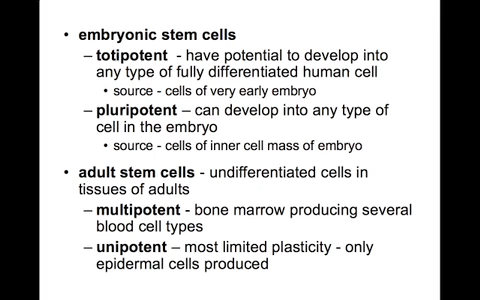 • embryonic stem cells
– totipotent - have potential to develop into
any type of fully differentiated human cell
• source - cells of very early embryo
– pluripotent – can develop into any type of
cell in the embryo
• source - cells of inner cell mass of embryo
• adult stem cells - undifferentiated cells in
tissues of adults
– multipotent - bone marrow producing several
blood cell types
– unipotent – most limited plasticity - only
epidermal cells produced